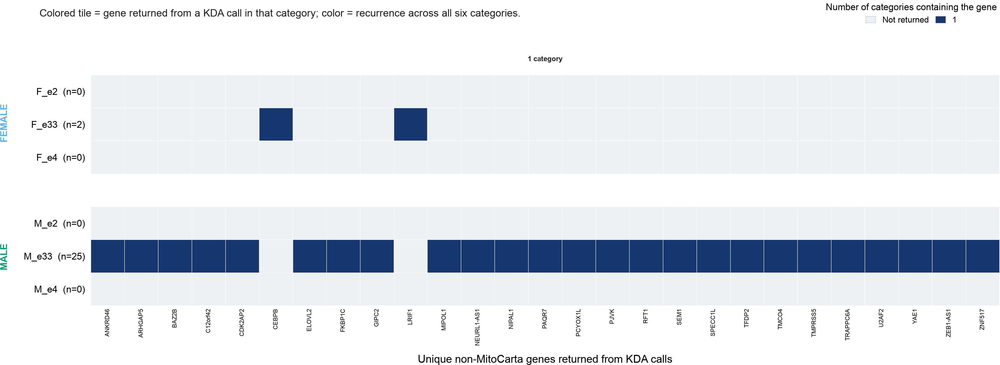 Colored tile = gene returned from a KDA call in that category; color = recurrence across all six categories.
Number of categories containing the gene
Not returned 1
1 category
FEMALE
F_e2 (n=0)
F_e33 (n=2)
F_e4 (n=0)
MALE
M_e2 (n=0)
M_e33 (n=25)
M_e4 (n=0)
ANKRD46
ARHGAP5
BAZ2B
C12orf42
CDK2AP2
CEBPB
ELOVL2
FKBP1C
GIPC2
LRIF1
MIPOL1
NEURL1-AS1
NIPAL1
PAQR7
PCYOX1L
PJVK
RFT1
SEM1
SPECC1L
TFDP2
TMCO4
TMPRSS5
TRAPPC6A
U2AF2
YAE1
ZEB1-AS1
ZNF517
Unique non-MitoCarta genes returned from KDA calls